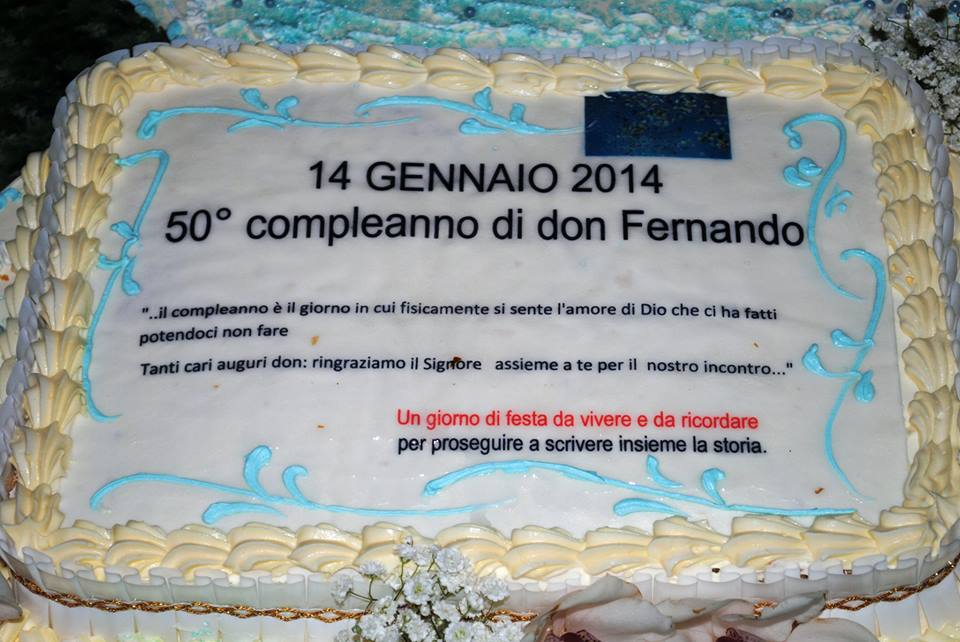 14 GENNAIO 2014
50° compleanno di don Fernando
"..il compleanno è il giorno in cui fisicamente si sente l'amore di Dio che ci ha fatti
potendoci non fare
Tanti cari auguri don: ringraziamo il Signore assieme a te per il nostro incontro..."
Un giorno di festa da vivere e da ricordare
per proseguire a scrivere insieme la storia.